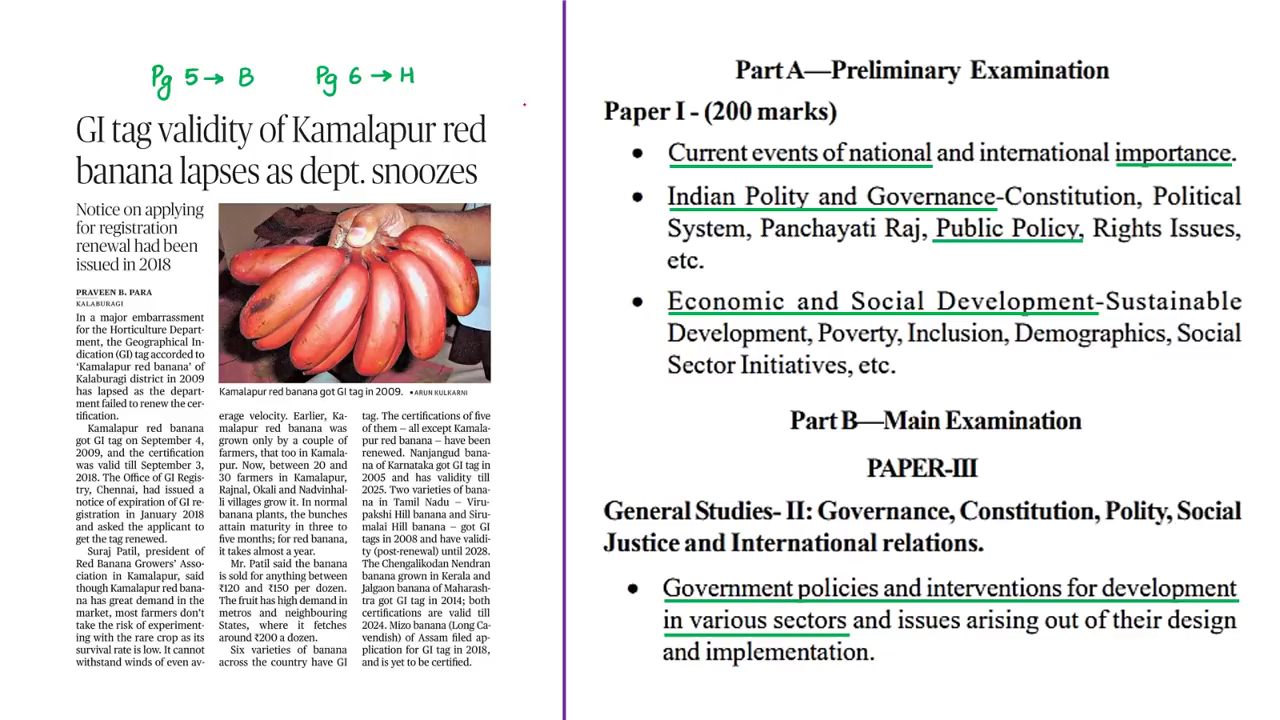 Pg 5 → B Pg 6 → H
GI tag validity of Kamalapur red
banana lapses as dept. snoozes
Notice on applying
for registration
renewal had been
issued in 2018
PRAVEEN B. PARA
KALABURAGI
In a major embarrassment
for the Horticulture Depart-
ment, the Geographical In-
dication (GI) tag accorded to
‘Kamalapur red banana’ of
Kalaburagi district in 2009
has lapsed as the depart-
ment failed to renew the cer-
tification.
Kamalapur red banana
got GI tag on September 4,
2009, and the certification
was valid till September 3,
2018. The Office of GI Regis-
try, Chennai, had issued a
notice of expiration of GI re-
gistration in January 2018
and asked the applicant to
get the tag renewed.
Suraj Patil, president of
Red Banana Growers’ Asso-
ciation in Kamalapur, said
though Kamalapur red bana-
na has great demand in the
market, most farmers don’t
take the risk of experiment-
ing with the rare crop as its
survival rate is low. It cannot
withstand winds of even av-
Kamalapur red banana got GI tag in 2009. •ARUN KULKARNI
erage velocity. Earlier, Ka-
malapur red banana was
grown only by a couple of
farmers, that too in Kamala-
pur. Now, between 20 and
30 farmers in Kamalapur,
Rajnal, Okali and Nadvinhal-
li villages grow it. In normal
banana plants, the bunches
attain maturity in three to
five months; for red banana,
it takes almost a year.
Mr. Patil said the banana
is sold for anything between
₹120 and ₹150 per dozen.
The fruit has high demand in
metros and neighbouring
States, where it fetches
around ₹200 a dozen.
Six varieties of banana
across the country have GI
tag. The certifications of five
of them – all except Kamala-
pur red banana – have been
renewed. Nanjangud bana-
na of Karnataka got GI tag in
2005 and has validity till
2025. Two varieties of bana-
na in Tamil Nadu – Viru-
pakshi Hill banana and Siru-
malai Hill banana – got GI
tags in 2008 and have validi-
ty (post-renewal) until 2028.
The Chengalikodan Nendran
banana grown in Kerala and
Jalgaon banana of Maharash-
tra got GI tag in 2014; both
certifications are valid till
2024. Mizo banana (Long Ca-
vendish) of Assam filed ap-
plication for GI tag in 2018,
and is yet to be certified.
Part A—Preliminary Examination
Paper I - (200 marks)
• Current events of national and international importance.
• Indian Polity and Governance-Constitution, Political
System, Panchayati Raj, Public Policy, Rights Issues,
etc.
• Economic and Social Development-Sustainable
Development, Poverty, Inclusion, Demographics, Social
Sector Initiatives, etc.
Part B—Main Examination
PAPER-III
General Studies- II: Governance, Constitution, Polity, Social
Justice and International relations.
• Government policies and interventions for development
in various sectors and issues arising out of their design
and implementation.